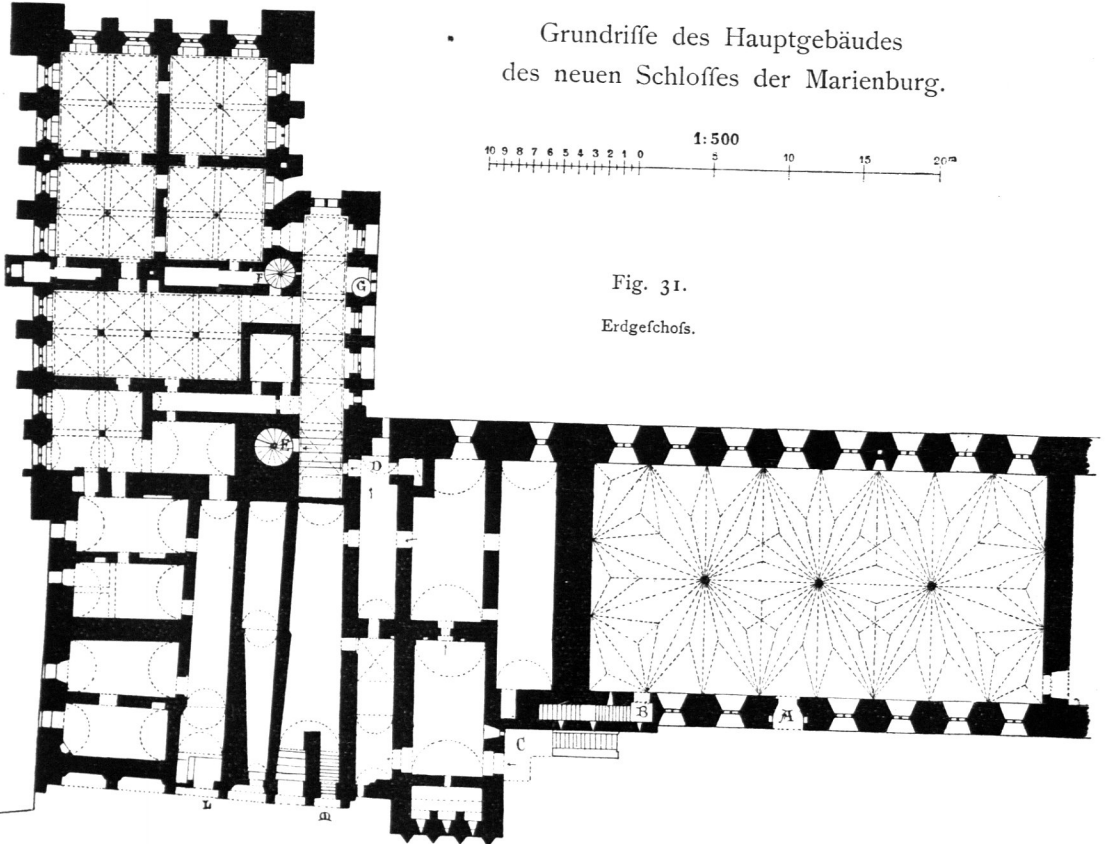 Grundriſſe des Hauptgebäudes
des neuen Schloſſes der Marienburg.
1:500
10 9 8 7 6 5 4 3 2 1 0 5 10 15 20m
Fig. 31.
Erdgeſchoſs.
F
G
E
D
B
A
C
L
M